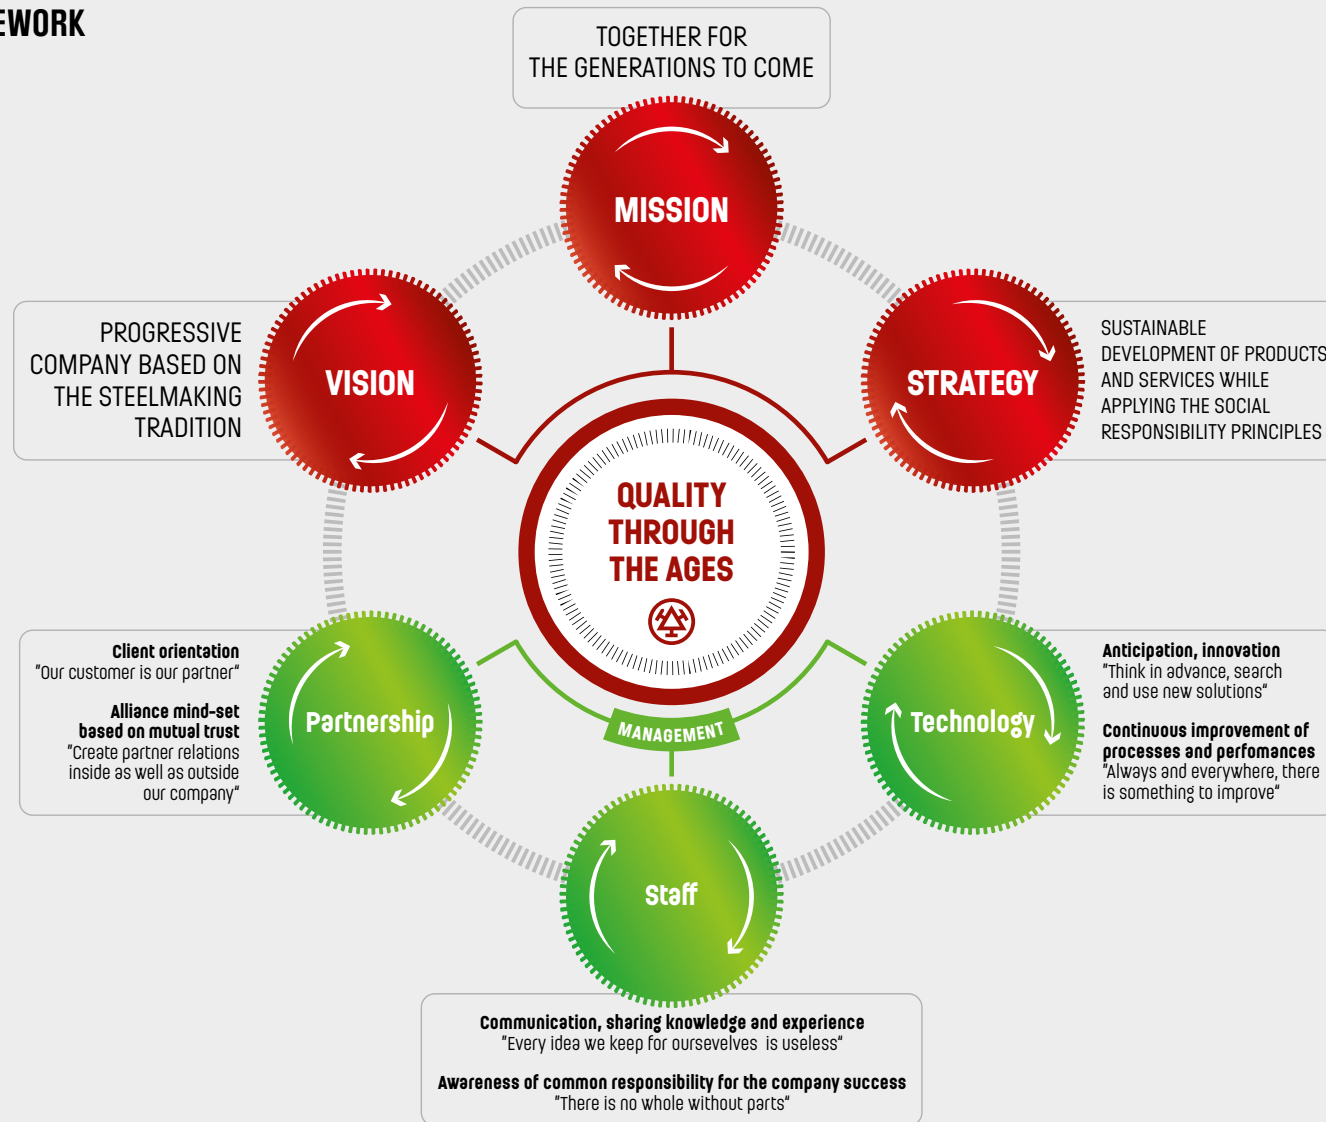 EWORK
TOGETHER FOR
THE GENERATIONS TO COME
MISSION
VISION
PROGRESSIVE
COMPANY BASED ON
THE STEELMAKING
TRADITION
STRATEGY
SUSTAINABLE
DEVELOPMENT OF PRODUCTS
AND SERVICES WHILE
APPLYING THE SOCIAL
RESPONSIBILITY PRINCIPLES
QUALITY
THROUGH
THE AGES
MANAGEMENT
Client orientation
"Our customer is our partner“
Alliance mind-set
based on mutual trust
"Create partner relations
inside as well as outside
our company“
Partnership
Technology
Anticipation, innovation
"Think in advance, search
and use new solutions“
Continuous improvement of
processes and perfomances
"Always and everywhere, there
is something to improve“
Staff
Communication, sharing knowledge and experience
"Every idea we keep for oursevelves is useless“
Awareness of common responsibility for the company success
"There is no whole without parts“